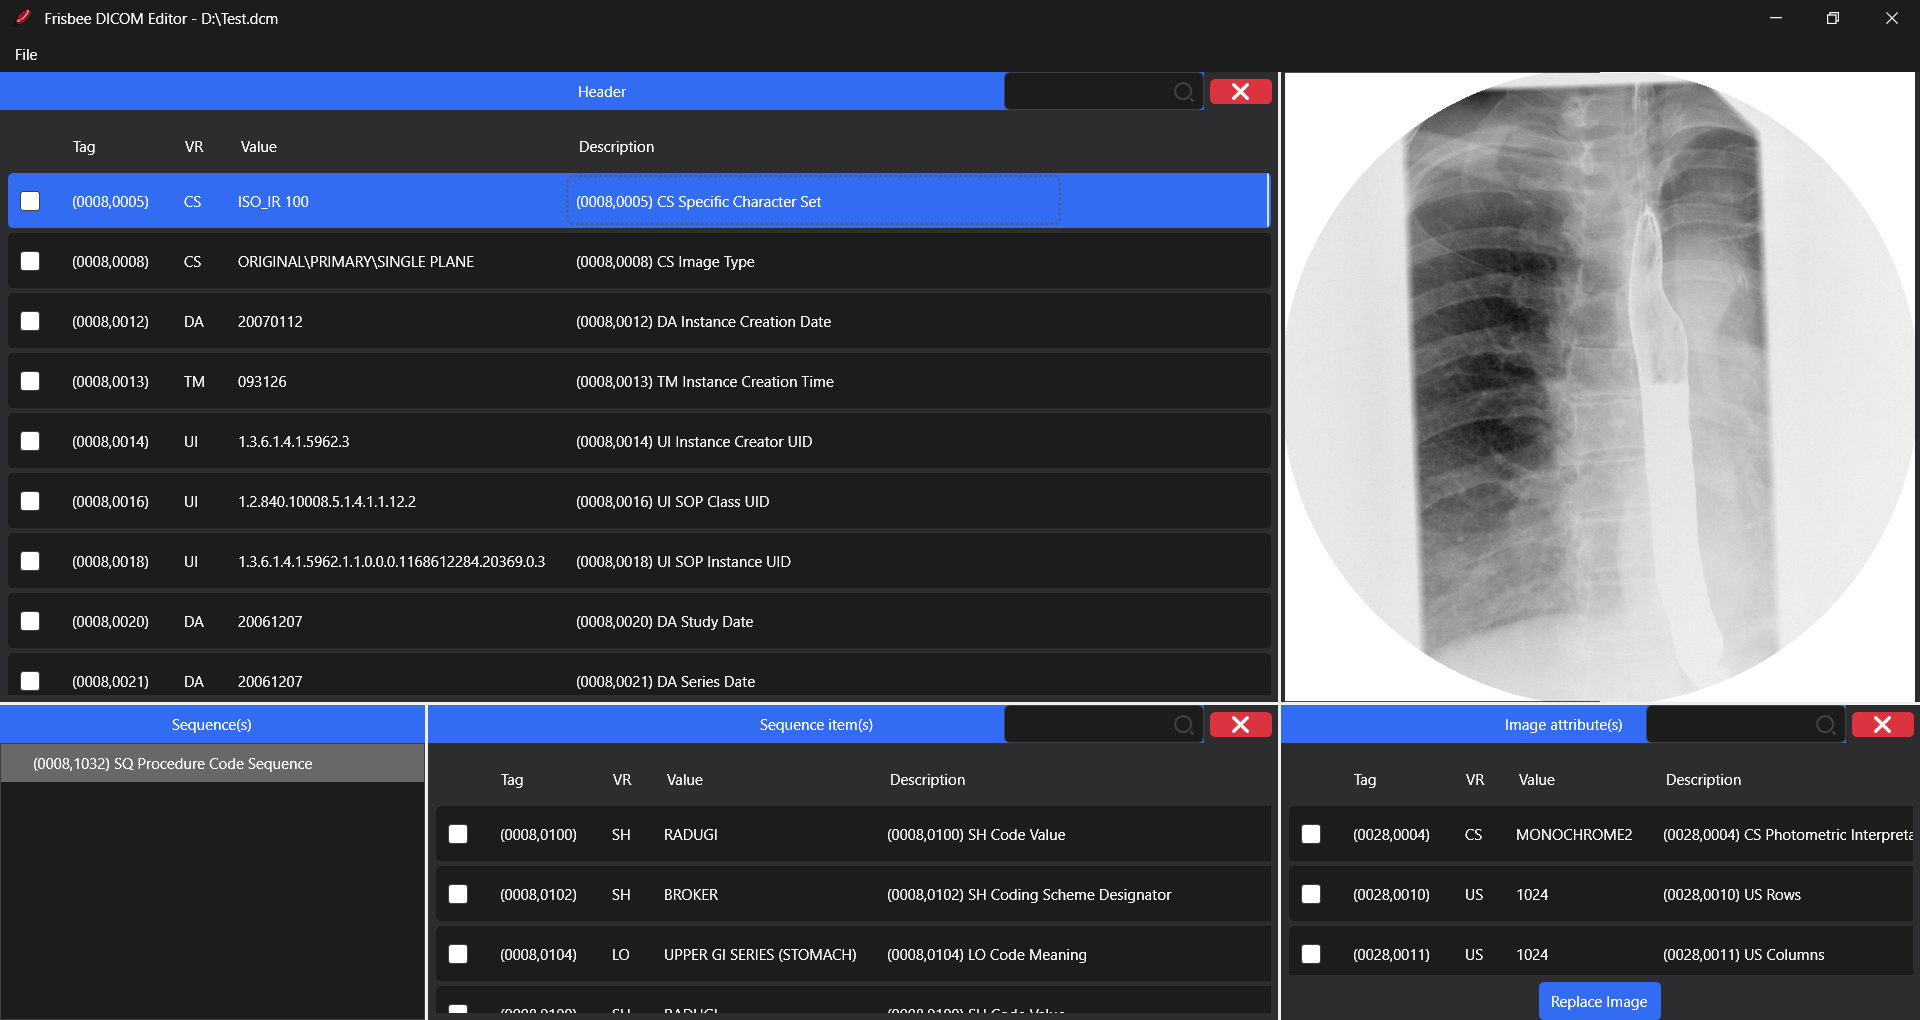 Frisbee DICOM Editor - D:\Test.dcm
File
Header
Tag VR Value Description
(0008,0005) CS ISO_IR 100 (0008,0005) CS Specific Character Set
(0008,0008) CS ORIGINAL\PRIMARY\SINGLE PLANE (0008,0008) CS Image Type
(0008,0012) DA 20070112 (0008,0012) DA Instance Creation Date
(0008,0013) TM 093126 (0008,0013) TM Instance Creation Time
(0008,0014) UI 1.3.6.1.4.1.5962.3 (0008,0014) UI Instance Creator UID
(0008,0016) UI 1.2.840.10008.5.1.4.1.1.12.2 (0008,0016) UI SOP Class UID
(0008,0018) UI 1.3.6.1.4.1.5962.1.1.0.0.0.1168612284.20369.0.3 (0008,0018) UI SOP Instance UID
(0008,0020) DA 20061207 (0008,0020) DA Study Date
(0008,0021) DA 20061207 (0008,0021) DA Series Date
Sequence(s)
(0008,1032) SQ Procedure Code Sequence
Sequence item(s)
Tag VR Value Description
(0008,0100) SH RADUGI (0008,0100) SH Code Value
(0008,0102) SH BROKER (0008,0102) SH Coding Scheme Designator
(0008,0104) LO UPPER GI SERIES (STOMACH) (0008,0104) LO Code Meaning
(0008,0100) SH RADUGI (0008,0100) SH Code Value
Image attribute(s)
Tag VR Value Description
(0028,0004) CS MONOCHROME2 (0028,0004) CS Photometric Interpreta
(0028,0010) US 1024 (0028,0010) US Rows
(0028,0011) US 1024 (0028,0011) US Columns
Replace Image